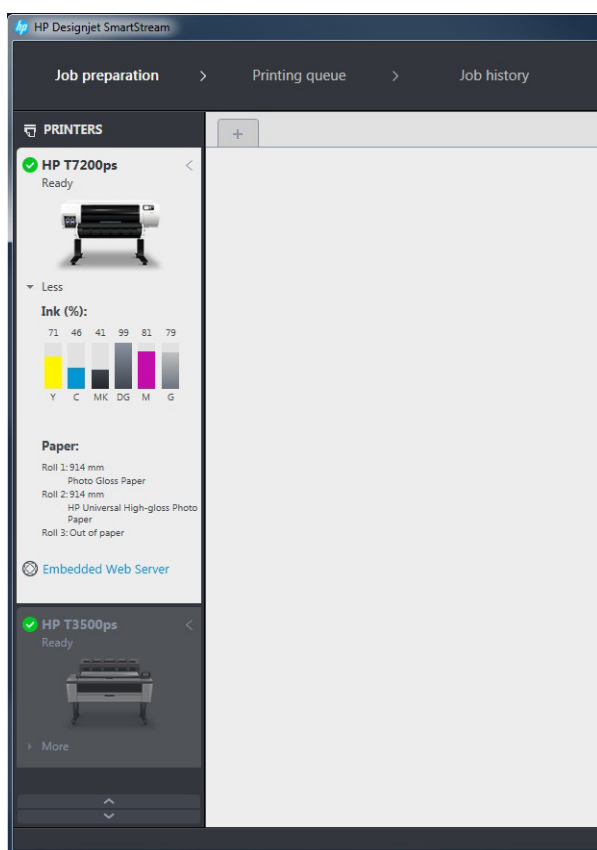 hp HP Designjet SmartStream
Job preparation > Printing queue > Job history
PRINTERS
+
HP T7200ps <
Ready
Less
Ink (%):
71 46 41 99 81 79
Y C MK DG M G
Paper:
Roll 1: 914 mm
Photo Gloss Paper
Roll 2: 914 mm
HP Universal High-gloss Photo
Paper
Roll 3: Out of paper
Embedded Web Server
HP T3500ps <
Ready
More